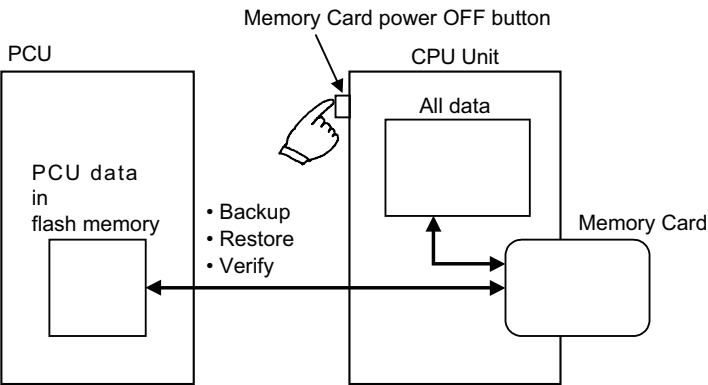 Memory Card power OFF button
PCU
CPU Unit
All data
PCU data
in
flash memory
• Backup
• Restore
• Verify
Memory Card